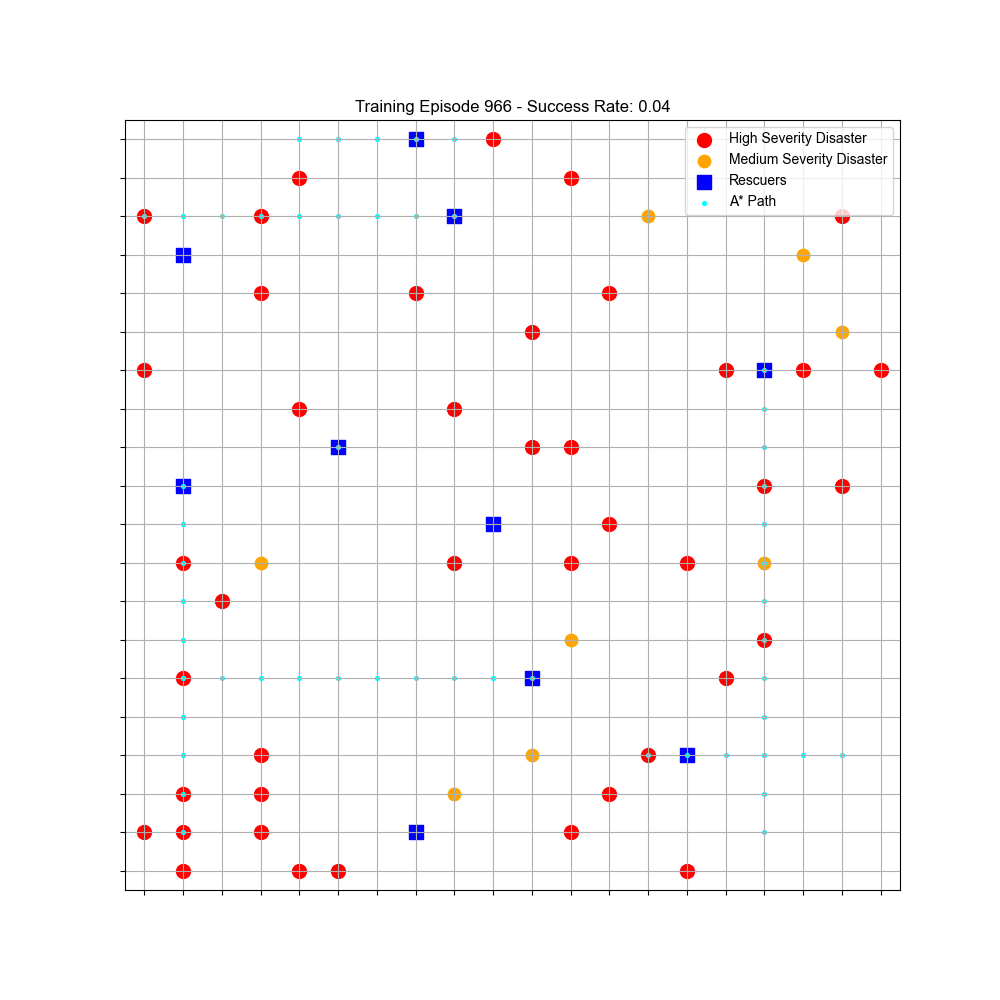 Training Episode 966 - Success Rate: 0.04
High Severity Disaster
Medium Severity Disaster
Rescuers
A* Path